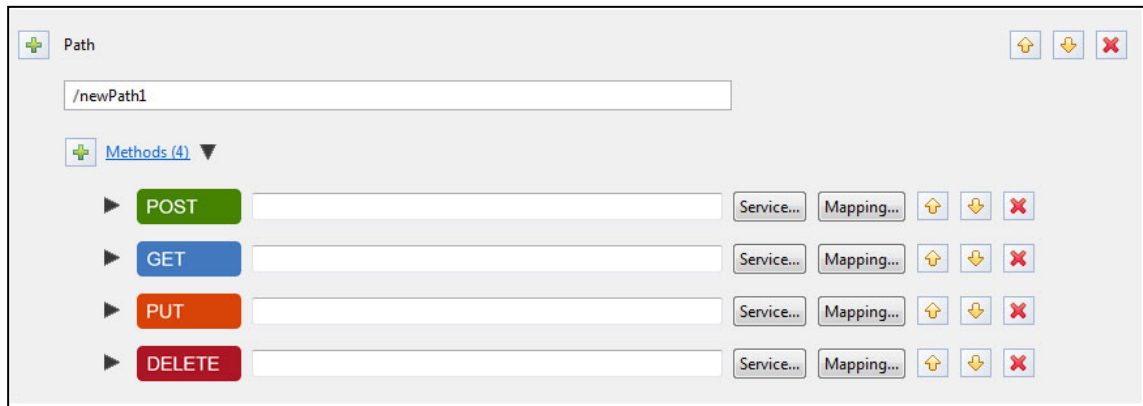 Path
/newPath1
Methods (4)
POST Service... Mapping...
GET Service... Mapping...
PUT Service... Mapping...
DELETE Service... Mapping...